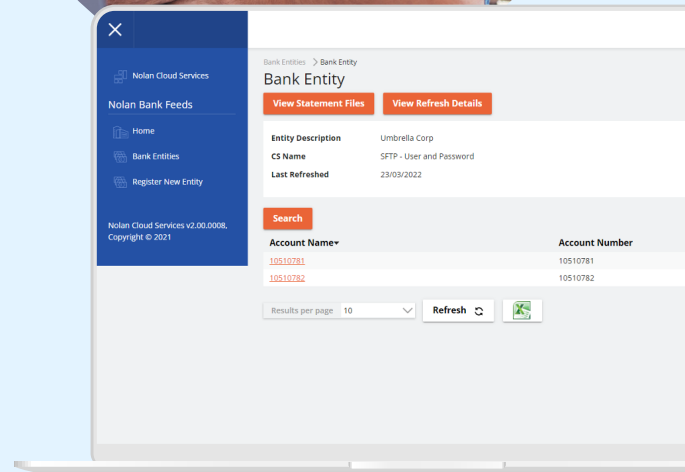 Nolan Cloud Services
Nolan Bank Feeds
Home
Bank Entities
Register New Entity
Nolan Cloud Services v2.00.0008,
Copyright © 2021
Bank Entities > Bank Entity
Bank Entity
View Statement Files View Refresh Details
Entity Description Umbrella Corp
CS Name SFTP - User and Password
Last Refreshed 23/03/2022
Search
Account Name▾ Account Number
10510781 10510781
10510782 10510782
Results per page 10 Refresh